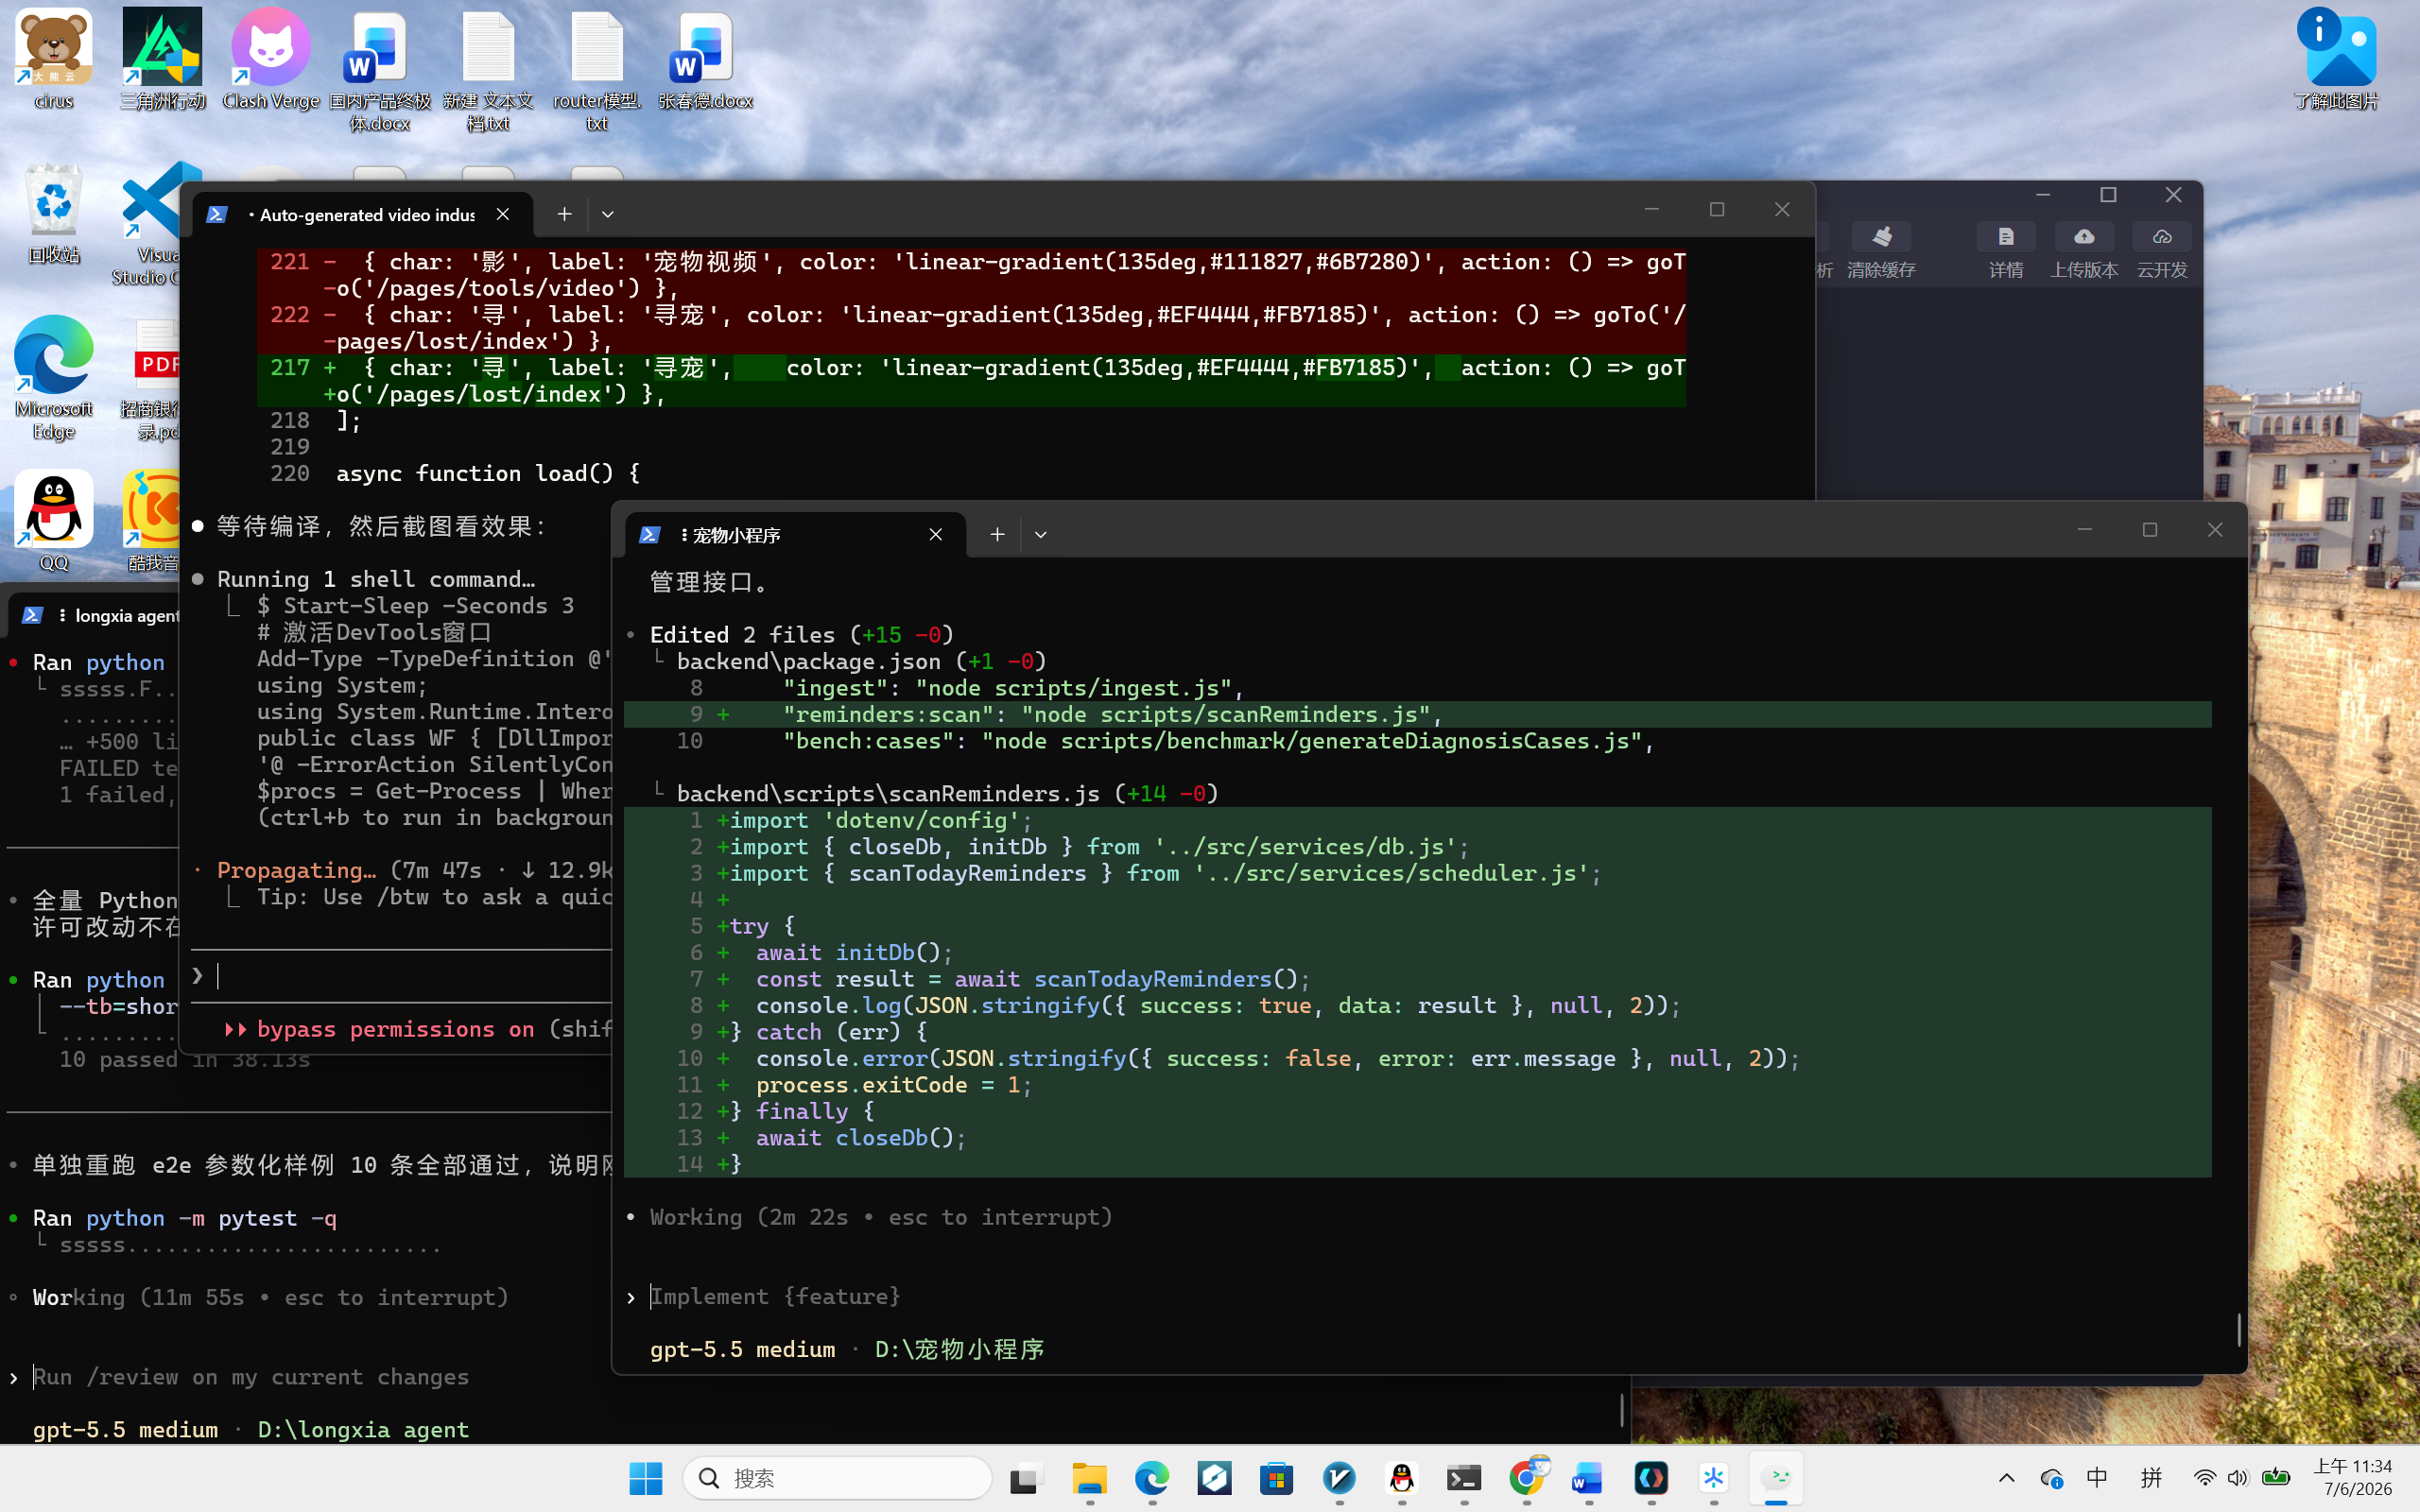 cirus
三角洲行动
Clash Verge
国内产品终极体.docx
新建 文本文档.txt
router模型.txt
张春德.docx
了解此图片
回收站
Microsoft Edge
QQ
析
清除缓存
详情
上传版本
云开发
· Auto-generated video indus
221 -  { char: '影', label: '宠物视频', color: 'linear-gradient(135deg,#111827,#6B7280)', action: () => goT
-o('/pages/tools/video') },
222 -  { char: '寻', label: '寻宠', color: 'linear-gradient(135deg,#EF4444,#FB7185)', action: () => goTo('/
-pages/lost/index') },
217 +  { char: '寻', label: '寻宠',    color: 'linear-gradient(135deg,#EF4444,#FB7185)',  action: () => goT
+o('/pages/lost/index') },
218  ];
219
220  async function load() {
● 等待编译，然后截图看效果：
● Running 1 shell command…
└ $ Start-Sleep -Seconds 3
# 激活DevTools窗口
Add-Type -TypeDefinition @'
using System;
using System.Runtime.Intero
public class WF { [DllImpor
'@ -ErrorAction SilentlyCon
$procs = Get-Process | Wher
(ctrl+b to run in backgroun
· Propagating… (7m 47s · ↓ 12.9k
└ Tip: Use /btw to ask a quic
❯
⏵⏵ bypass permissions on (shif
longxia agent
• Ran python
└ sssss.F..
.........
… +500 li
FAILED te
1 failed,
• 全量 Python
许可改动不在
• Ran python
│ --tb=shor
└ .........
10 passed in 38.13s
• 单独重跑 e2e 参数化样例 10 条全部通过，说明
• Ran python -m pytest -q
└ sssss........................
◦ Working (11m 55s • esc to interrupt)
› Run /review on my current changes
gpt-5.5 medium · D:\longxia agent
宠物小程序
管理接口。
• Edited 2 files (+15 -0)
└ backend\package.json (+1 -0)
8      "ingest": "node scripts/ingest.js",
9 +    "reminders:scan": "node scripts/scanReminders.js",
10      "bench:cases": "node scripts/benchmark/generateDiagnosisCases.js",
└ backend\scripts\scanReminders.js (+14 -0)
1 +import 'dotenv/config';
2 +import { closeDb, initDb } from '../src/services/db.js';
3 +import { scanTodayReminders } from '../src/services/scheduler.js';
4 +
5 +try {
6 +  await initDb();
7 +  const result = await scanTodayReminders();
8 +  console.log(JSON.stringify({ success: true, data: result }, null, 2));
9 +} catch (err) {
10 +  console.error(JSON.stringify({ success: false, error: err.message }, null, 2));
11 +  process.exitCode = 1;
12 +} finally {
13 +  await closeDb();
14 +}
• Working (2m 22s • esc to interrupt)
› Implement {feature}
gpt-5.5 medium · D:\宠物小程序
搜索
中
拼
上午 11:34
7/6/2026